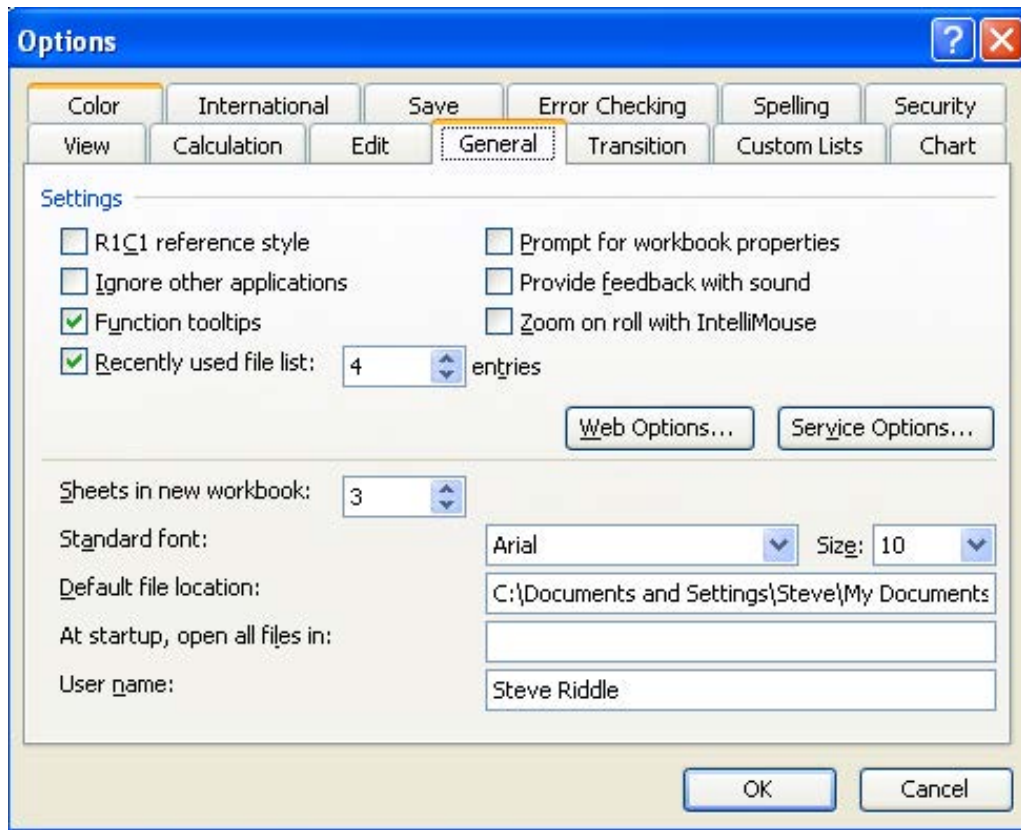 Options
Color International Save Error Checking Spelling Security
View Calculation Edit General Transition Custom Lists Chart
Settings
R1C1 reference style Prompt for workbook properties
Ignore other applications Provide feedback with sound
Function tooltips Zoom on roll with IntelliMouse
Recently used file list: 4 entries
Web Options... Service Options...
Sheets in new workbook: 3
Standard font: Arial Size: 10
Default file location: C:\Documents and Settings\Steve\My Documents
At startup, open all files in:
User name: Steve Riddle
OK Cancel